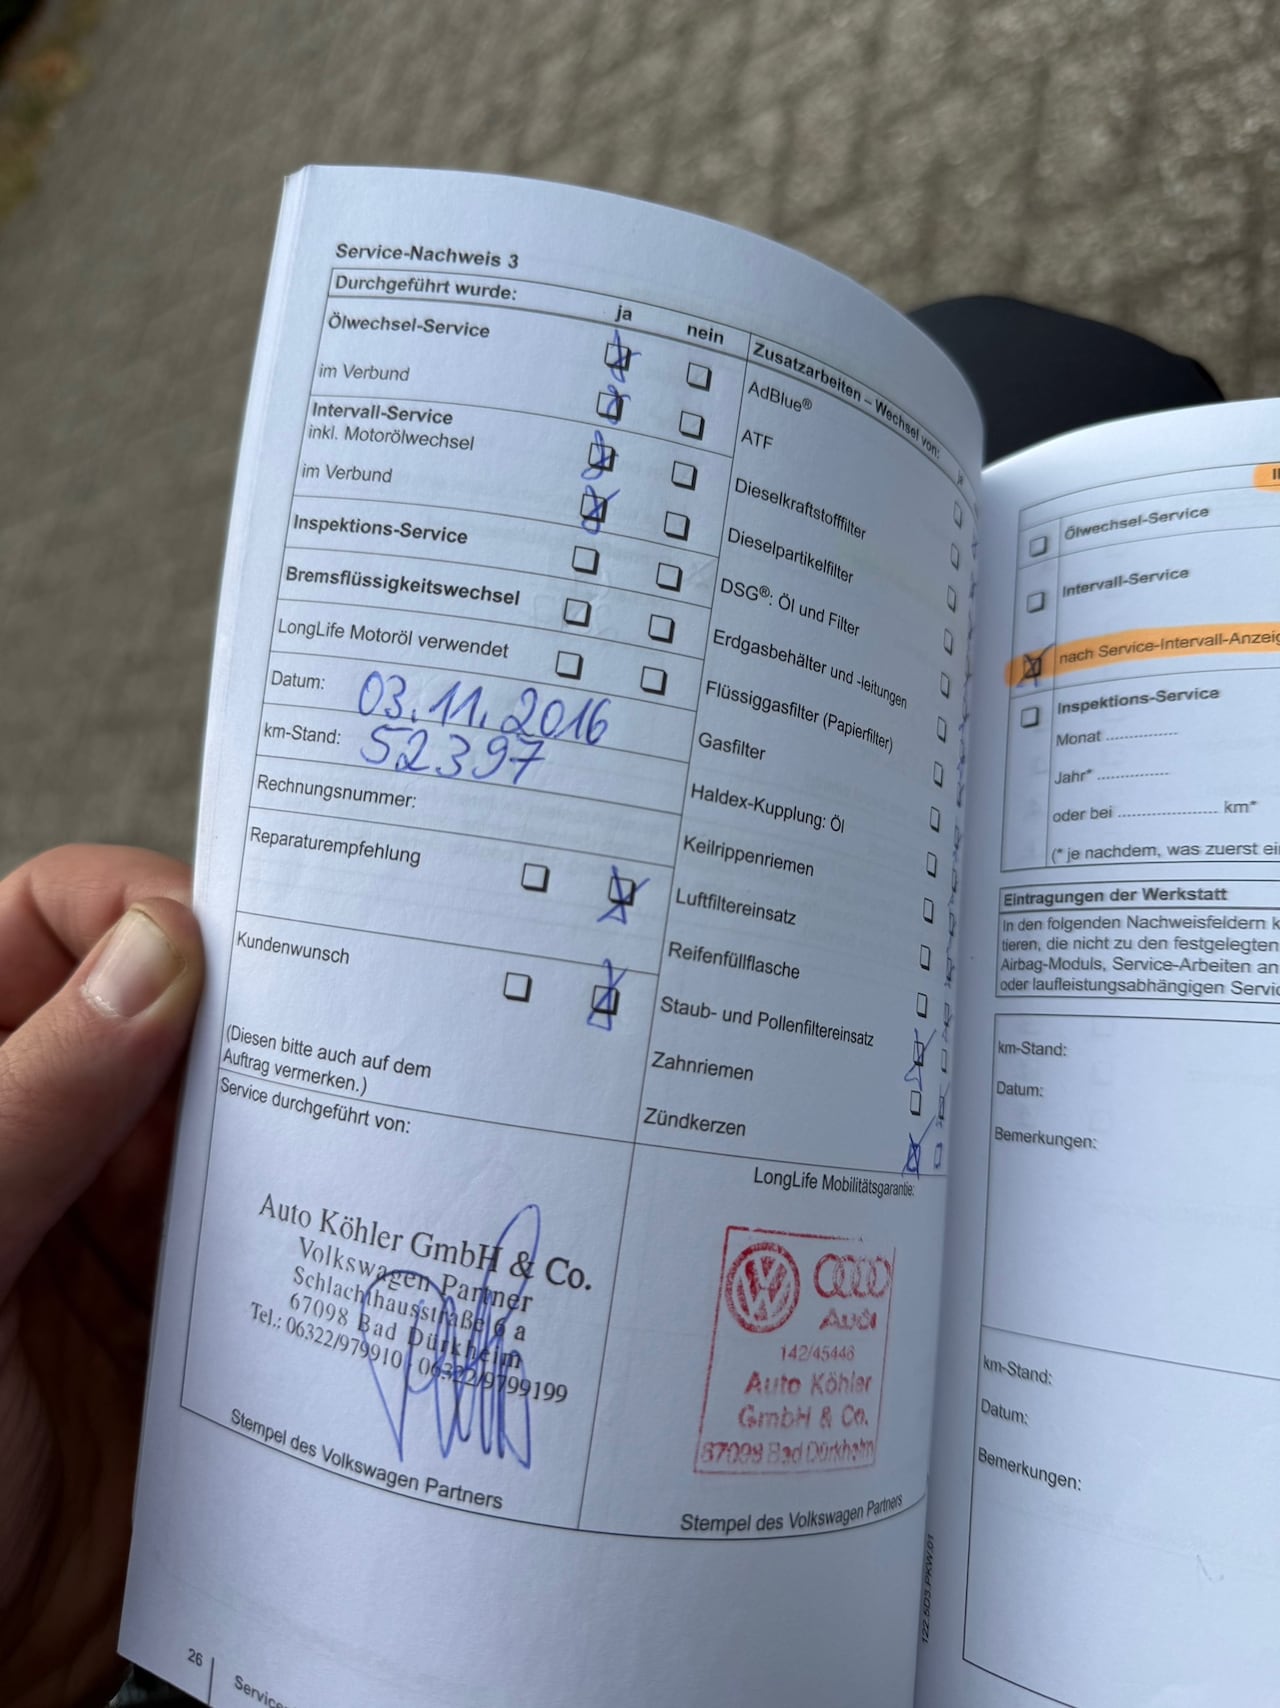 Service-Nachweis 3
Durchgeführt wurde:
ja nein
Ölwechsel-Service
im Verbund
Intervall-Service
inkl. Motorölwechsel
im Verbund
Inspektions-Service
Bremsflüssigkeitswechsel
LongLife Motoröl verwendet
Datum: 03.11.2016
km-Stand: 52397
Rechnungsnummer:
Reparaturempfehlung
Kundenwunsch
(Diesen bitte auch auf dem
Auftrag vermerken.)
Service durchgeführt von:
Auto Köhler GmbH & Co.
Volkswagen Partner
Schlachthausstraße 6 a
67098 Bad Dürkheim
Tel.: 06322/979910 · 06322/9799199
Stempel des Volkswagen Partners
Zusatzarbeiten – Wechsel von:
AdBlue®
ATF
Dieselkraftstofffilter
Dieselpartikelfilter
DSG®: Öl und Filter
Erdgasbehälter und -leitungen
Flüssiggasfilter (Papierfilter)
Gasfilter
Haldex-Kupplung: Öl
Keilrippenriemen
Luftfiltereinsatz
Reifenfüllflasche
Staub- und Pollenfiltereinsatz
Zahnriemen
Zündkerzen
LongLife Mobilitätsgarantie:
Audi
142/45446
Auto Köhler
GmbH & Co.
67098 Bad Dürkheim
Stempel des Volkswagen Partners
122.5D3.PKW.01
26
Ölwechsel-Service
Intervall-Service
nach Service-Intervall-Anzeig
Inspektions-Service
Monat ..............
Jahr* ..............
oder bei .................... km*
(* je nachdem, was zuerst ei
Eintragungen der Werkstatt
In den folgenden Nachweisfeldern k
tieren, die nicht zu den festgelegten
Airbag-Moduls, Service-Arbeiten an
oder laufleistungsabhängigen Servic
km-Stand:
Datum:
Bemerkungen:
km-Stand:
Datum:
Bemerkungen: